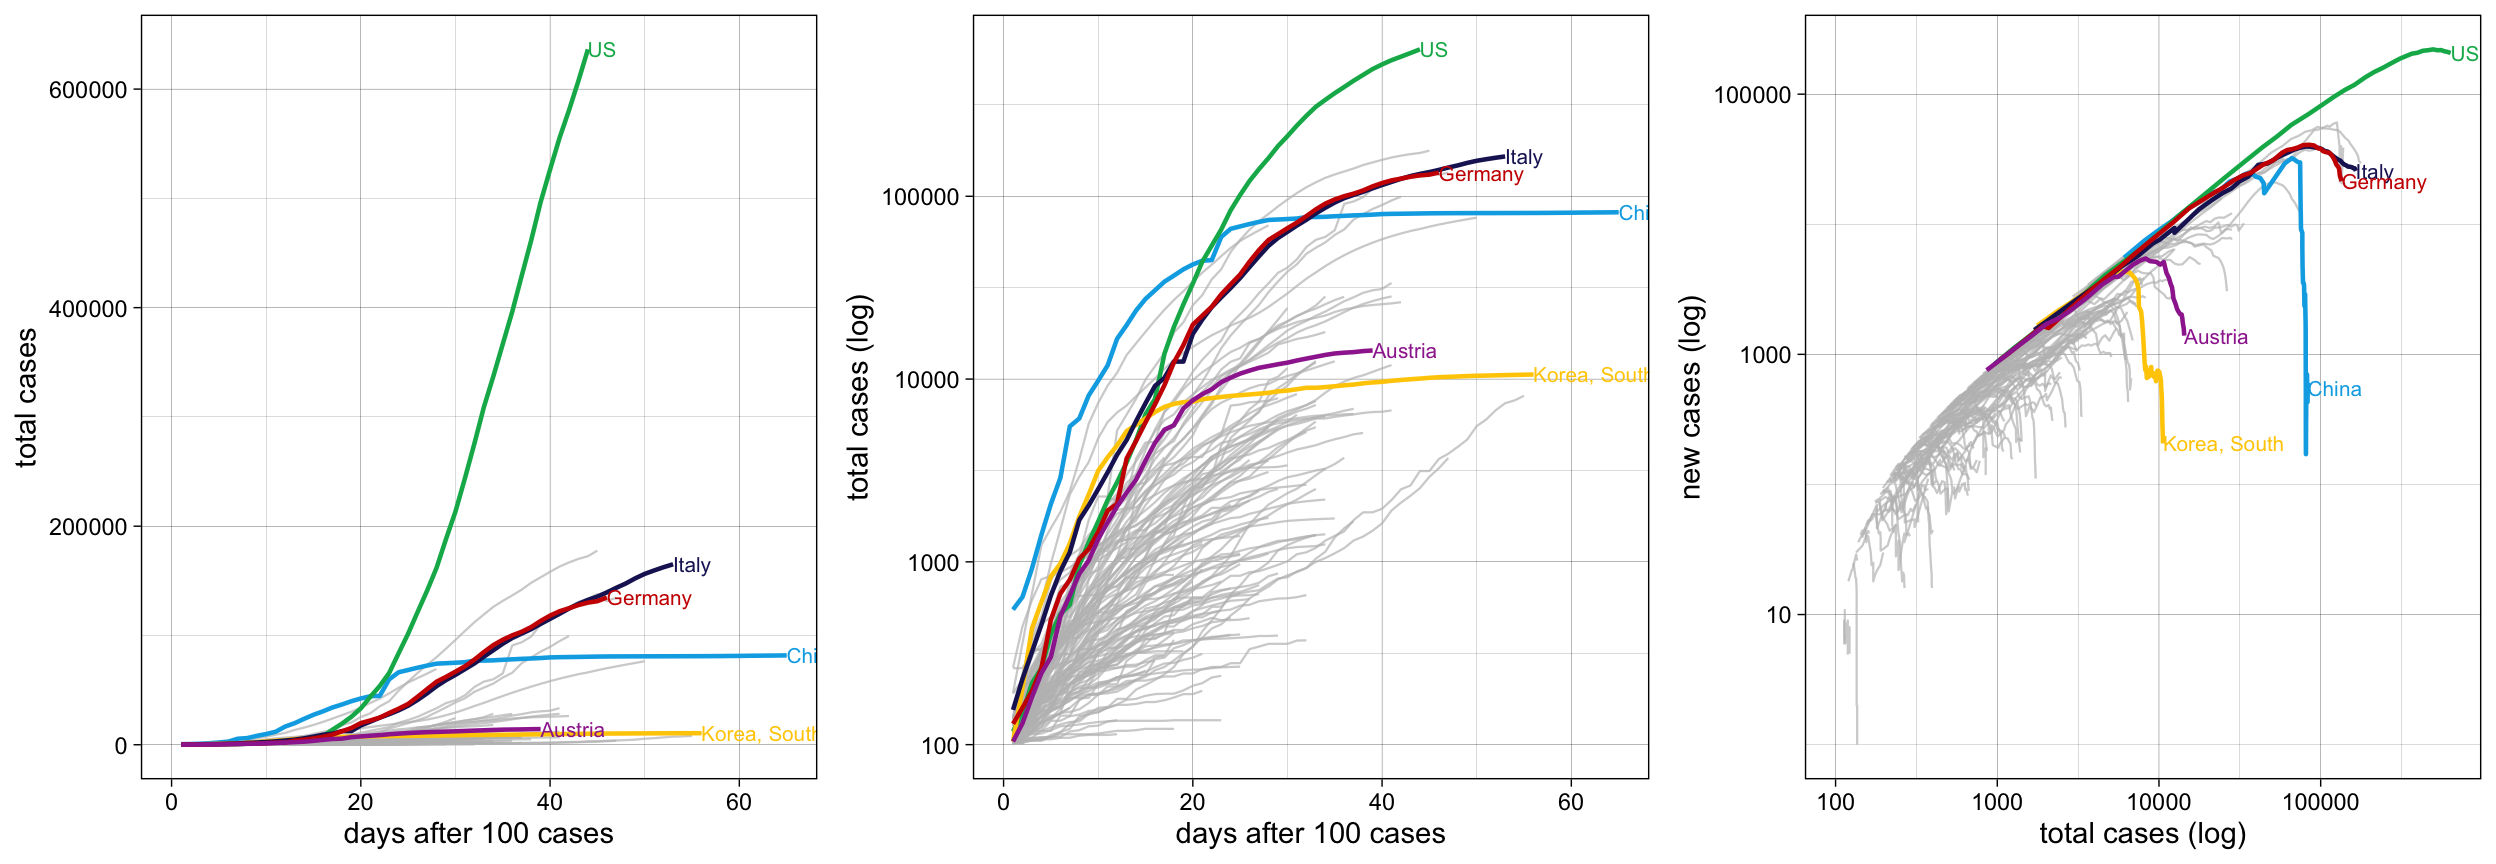 total cases
600000
400000
200000
0
US
Italy
Germany
Chi
Austria
Korea, South
0
20
40
60
days after 100 cases
total cases (log)
100000
10000
1000
100
US
Italy
Germany
Chi
Austria
Korea, South
0
20
40
60
days after 100 cases
new cases (log)
100000
1000
10
US
Italy
Germany
Austria
China
Korea, South
100
1000
10000
100000
total cases (log)